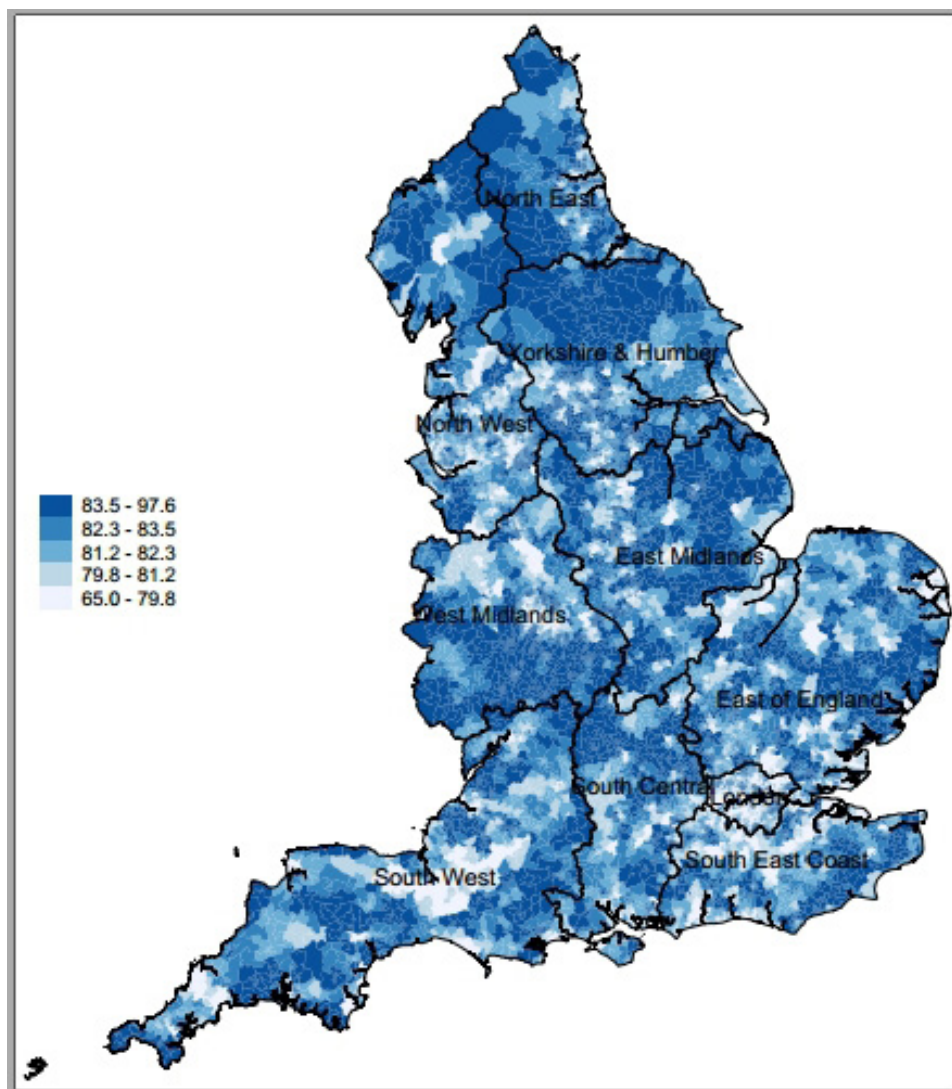 North East
Yorkshire & Humber
North West
83.5 - 97.6
82.3 - 83.5
81.2 - 82.3
79.8 - 81.2
65.0 - 79.8
East Midlands
West Midlands
East of England
South Central
London
South East Coast
South West